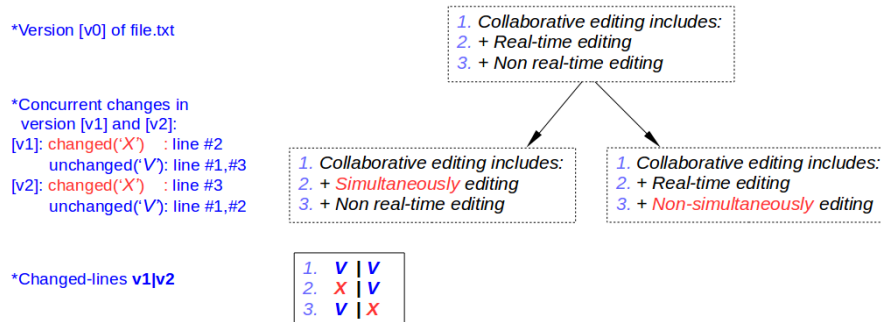 *Version [v0] of file.txt
1. Collaborative editing includes:
2. + Real-time editing
3. + Non real-time editing
*Concurrent changes in
version [v1] and [v2]:
[v1]: changed('X') : line #2
unchanged('V'): line #1,#3
[v2]: changed('X') : line #3
unchanged('V'): line #1,#2
1. Collaborative editing includes:
2. + Simultaneously editing
3. + Non real-time editing
1. Collaborative editing includes:
2. + Real-time editing
3. + Non-simultaneously editing
*Changed-lines v1|v2
1. V | V
2. X | V
3. V | X